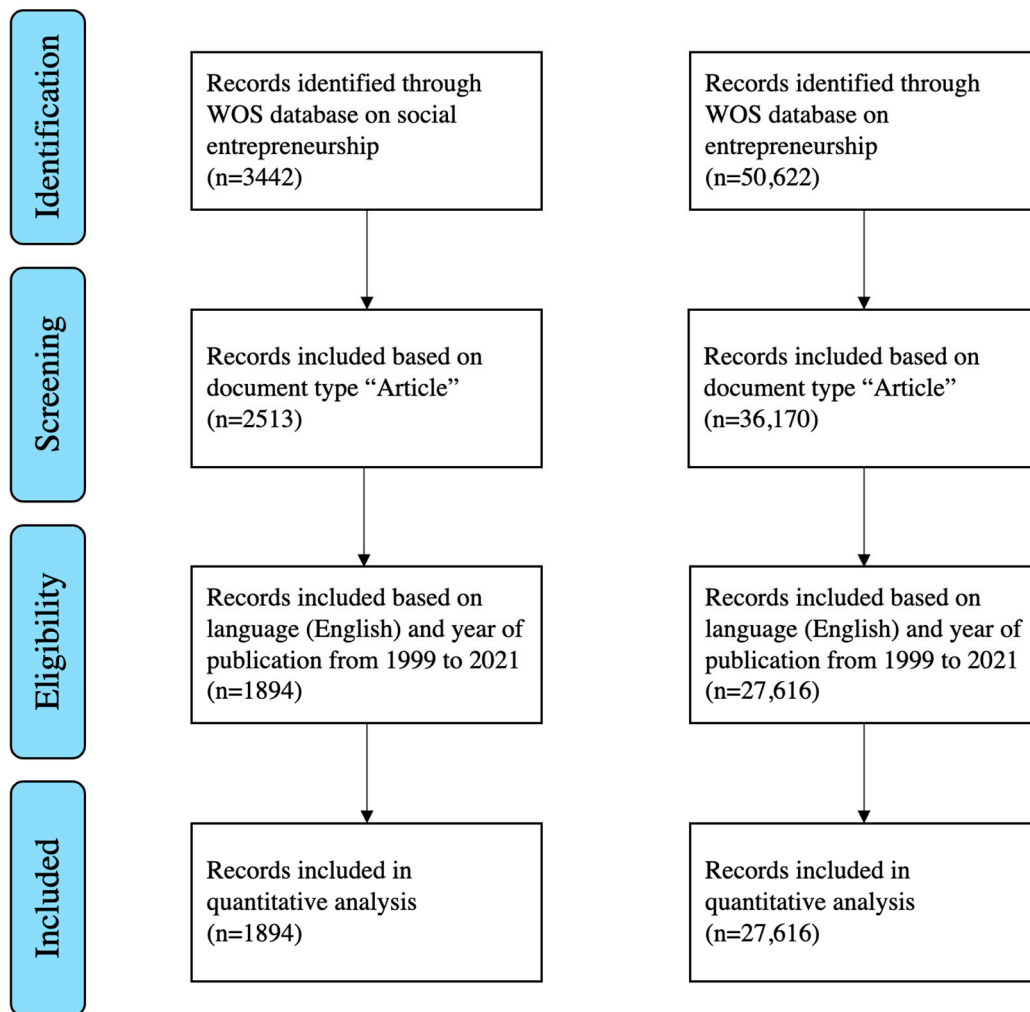 Identification
Records identified through
WOS database on social
entrepreneurship
(n=3442)
Records identified through
WOS database on
entrepreneurship
(n=50,622)
Screening
Records included based on
document type “Article”
(n=2513)
Records included based on
document type “Article”
(n=36,170)
Eligibility
Records included based on
language (English) and year of
publication from 1999 to 2021
(n=1894)
Records included based on
language (English) and year of
publication from 1999 to 2021
(n=27,616)
Included
Records included in
quantitative analysis
(n=1894)
Records included in
quantitative analysis
(n=27,616)